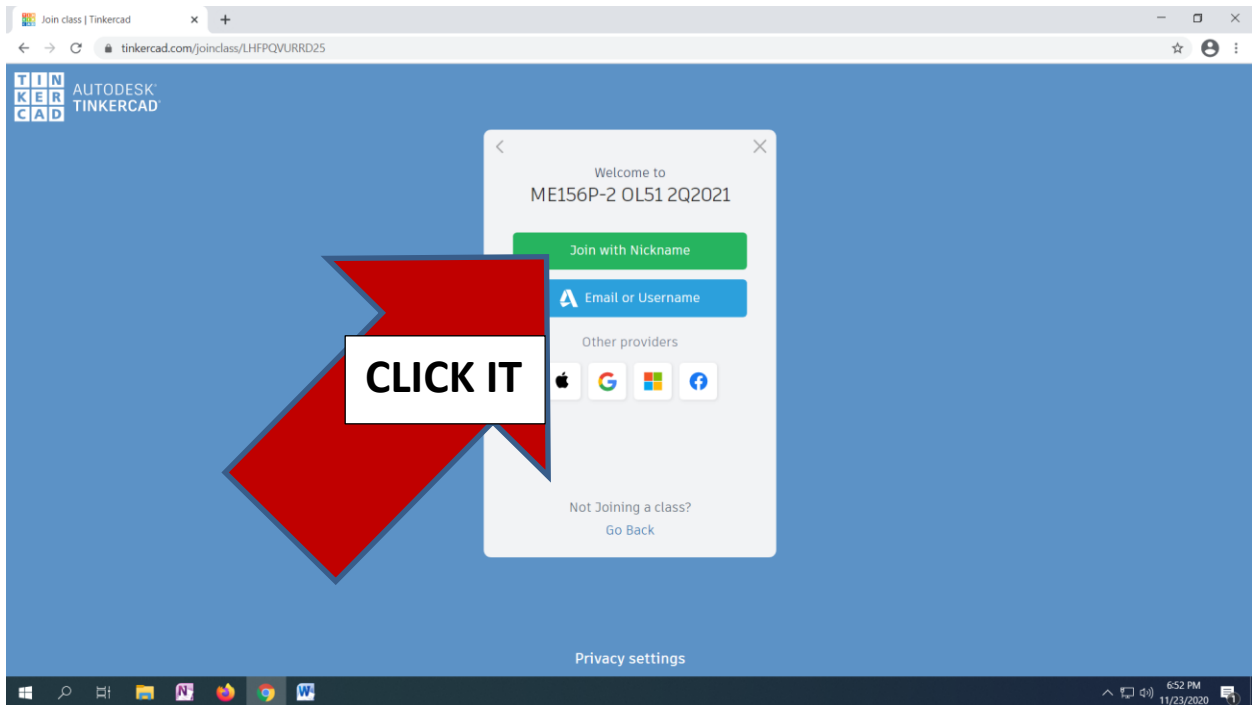 Join class | Tinkercad
tinkercad.com/joinclass/LHFPQVURRD25
TIN
KER
CAD
AUTODESK®
TINKERCAD®
Welcome to
ME156P-2 OL51 2Q2021
Join with Nickname
Email or Username
CLICK IT
Other providers
Not Joining a class?
Go Back
Privacy settings
6:52 PM
11/23/2020